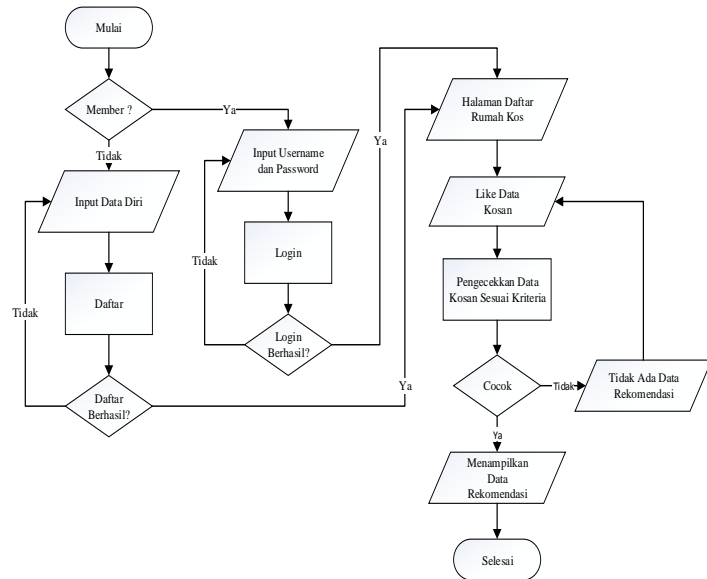 Mulai
Member ?
Ya
Tidak
Input Data Diri
Daftar
Tidak
Daftar
Berhasil?
Input Username
dan Password
Login
Tidak
Login
Berhasil?
Ya
Ya
Halaman Daftar
Rumah Kos
Like Data
Kosan
Pengecekkan Data
Kosan Sesuai Kriteria
Cocok
Tidak
Tidak Ada Data
Rekomendasi
Ya
Menampilkan
Data
Rekomendasi
Selesai